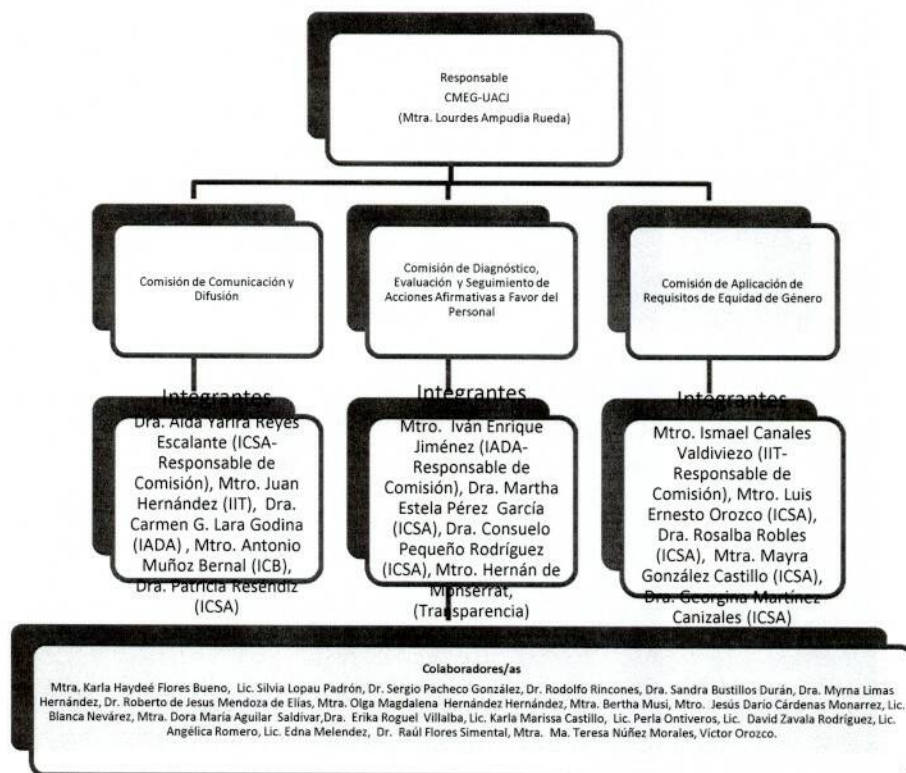 Responsable
CMEG-UACJ
(Mtra. Lourdes Ampudia Rueda)
Comisión de Comunicación y
Difusión
Comisión de Diagnóstico,
Evaluación y Seguimiento de
Acciones Afirmativas a Favor del
Personal
Comisión de Aplicación de
Requisitos de Equidad de Género
Integrantes
Dra. Aida Yarira Reyes
Escalante (ICSA-
Responsable de
Comisión), Mtro. Juan
Hernández (IIT), Dra.
Carmen G. Lara Godina
(IADA) , Mtro. Antonio
Muñoz Bernal (ICB),
Dra. Patricia Reséndiz
(ICSA)
Integrantes
Mtro. Iván Enrique
Jiménez (IADA-
Responsable de
Comisión), Dra. Martha
Estela Pérez García
(ICSA), Dra. Consuelo
Pequeño Rodríguez
(ICSA), Mtro. Hernán de
Monserrat,
(Transparencia)
Integrantes
Mtro. Ismael Canales
Valdiviezo (IIT-
Responsable de
Comisión), Mtro. Luis
Ernesto Orozco (ICSA),
Dra. Rosalba Robles
(ICSA), Mtra. Mayra
González Castillo (ICSA),
Dra. Georgina Martínez
Canizales (ICSA)
Colaboradores/as
Mtra. Karla Haydeé Flores Bueno, Lic. Silvia Lopau Padrón, Dr. Sergio Pacheco González, Dr. Rodolfo Rincones, Dra. Sandra Bustillos Durán, Dra. Myrna Limas
Hernández, Dr. Roberto de Jesus Mendoza de Elías, Mtra. Olga Magdalena Hernández Hernández, Mtra. Bertha Musi, Mtro. Jesús Darío Cárdenas Monarrez, Lic.
Blanca Nevárez, Mtra. Dora María Aguilar Saldívar,Dra. Erika Roguel Villalba, Lic. Karla Marissa Castillo, Lic. Perla Ontiveros, Lic. David Zavala Rodríguez, Lic.
Angélica Romero, Lic. Edna Melendez, Dr. Raúl Flores Simental, Mtra. Ma. Teresa Núñez Morales, Victor Orozco.